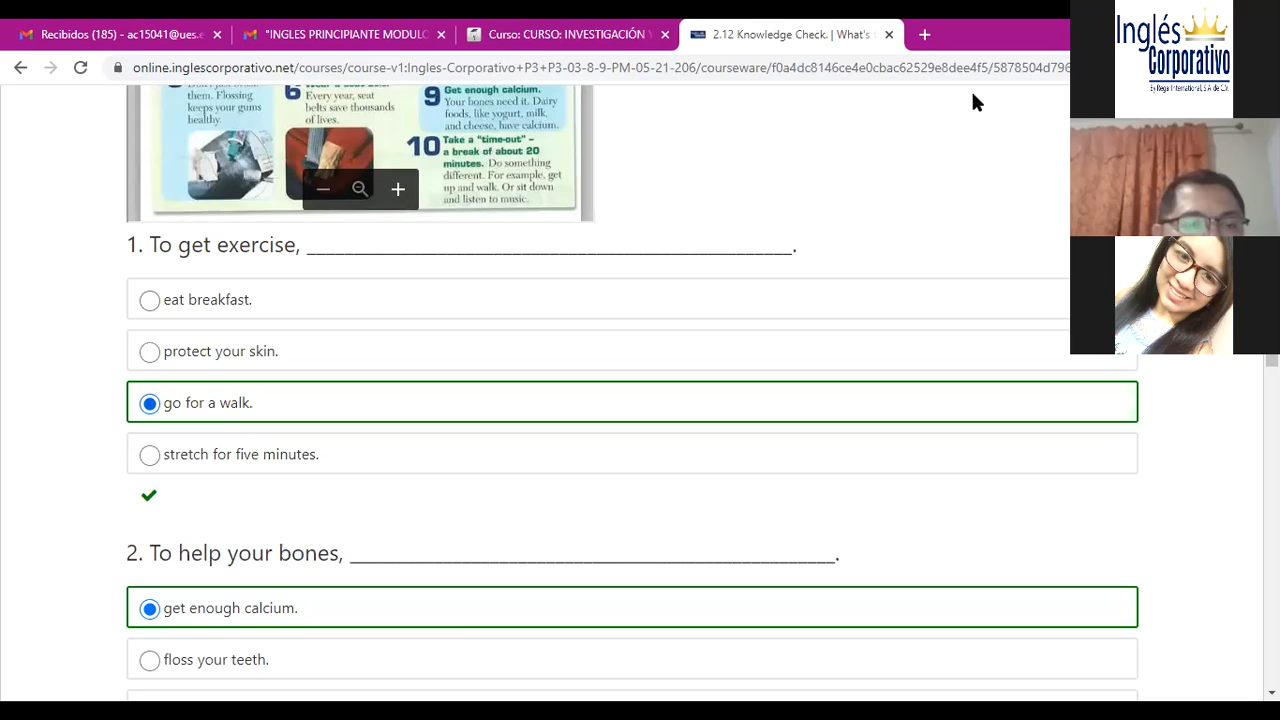 Recibidos (185) - ac15041@ues.e
"INGLES PRINCIPIANTE MODULO
Curso: CURSO: INVESTIGACIÓN
2.12 Knowledge Check. | What's
online.inglescorporativo.net/courses/course-v1:Ingles-Corporativo+P3+P3-03-8-9-PM-05-21-206/courseware/f0a4dc8146ce4e0cbac62529e8dee4f5/5878504d796
Inglés
Corporativo
By Rega International, S.A. de C.V.
them. Flossing
keeps your gums
healthy.
6
Every year, seat
belts save thousands
of lives.
9 Get enough calcium.
Your bones need it. Dairy
foods, like yogurt, milk,
and cheese, have calcium.
10 Take a "time-out" –
a break of about 20
minutes. Do something
different. For example, get
up and walk. Or sit down
and listen to music.
1. To get exercise, ______________________________________________.
eat breakfast.
protect your skin.
go for a walk.
stretch for five minutes.
2. To help your bones, ______________________________________________.
get enough calcium.
floss your teeth.